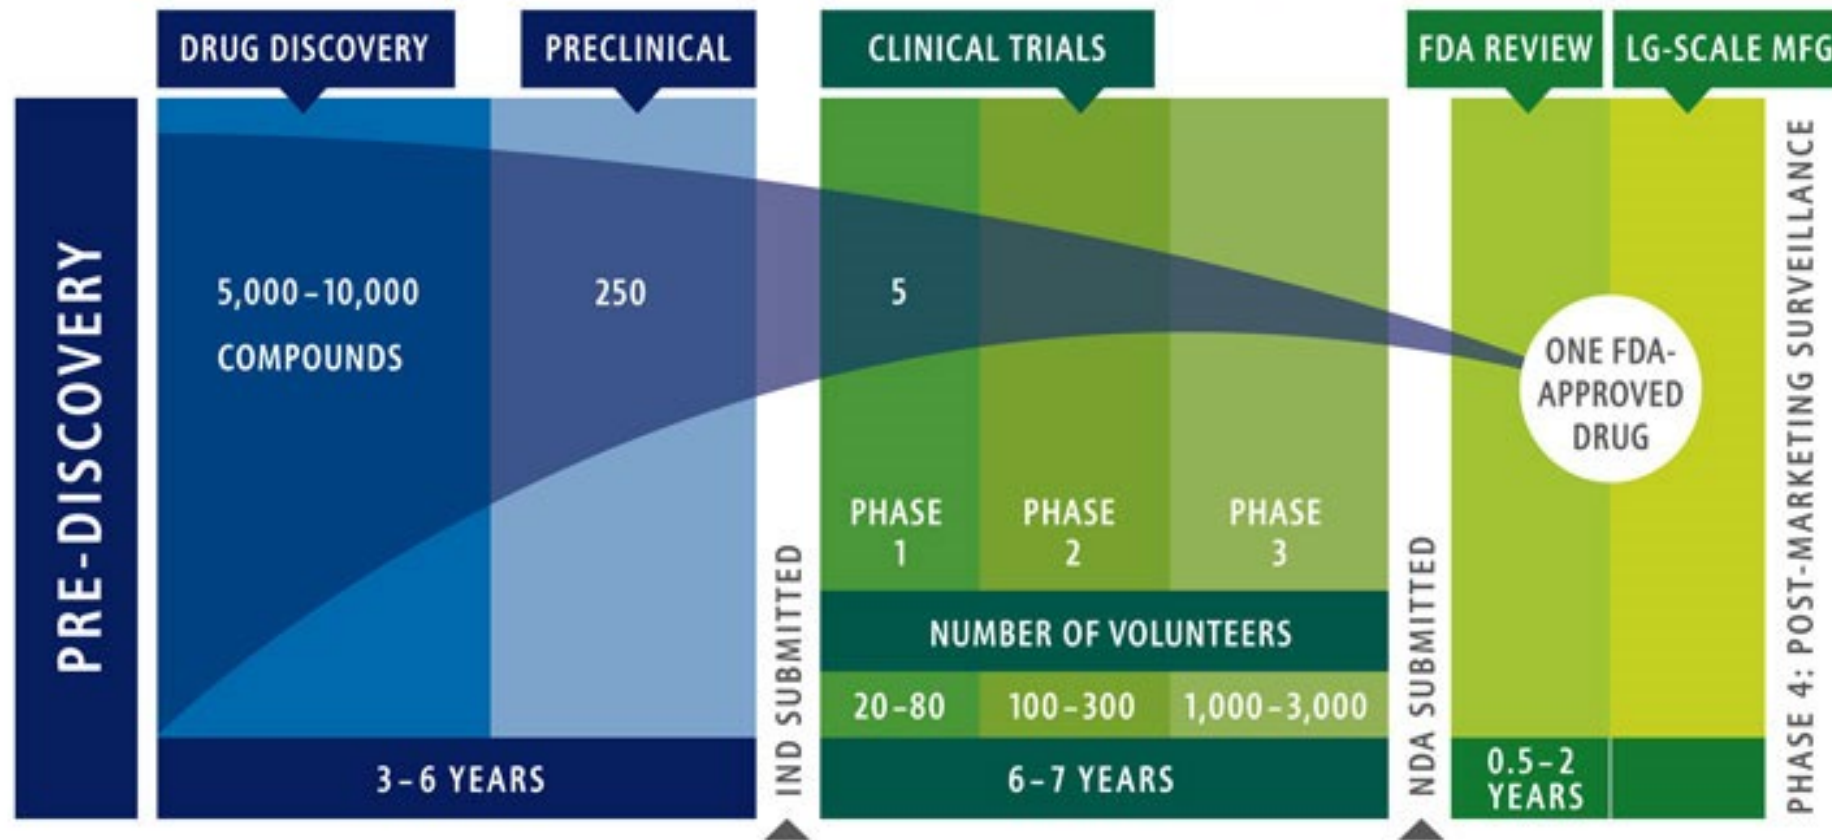 DRUG DISCOVERY
PRECLINICAL
CLINICAL TRIALS
FDA REVIEW
LG-SCALE MFG
PRE-DISCOVERY
5,000–10,000
COMPOUNDS
250
5
ONE FDA-
APPROVED
DRUG
PHASE
1
PHASE
2
PHASE
3
NUMBER OF VOLUNTEERS
20–80
100–300
1,000–3,000
3–6 YEARS
IND SUBMITTED
6–7 YEARS
NDA SUBMITTED
0.5–2
YEARS
PHASE 4: POST-MARKETING SURVEILLANCE